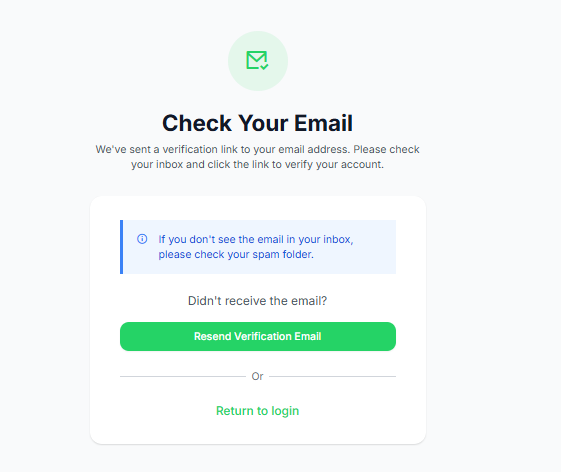 Check Your Email
We've sent a verification link to your email address. Please check
your inbox and click the link to verify your account.
If you don't see the email in your inbox,
please check your spam folder.
Didn't receive the email?
Resend Verification Email
Or
Return to login